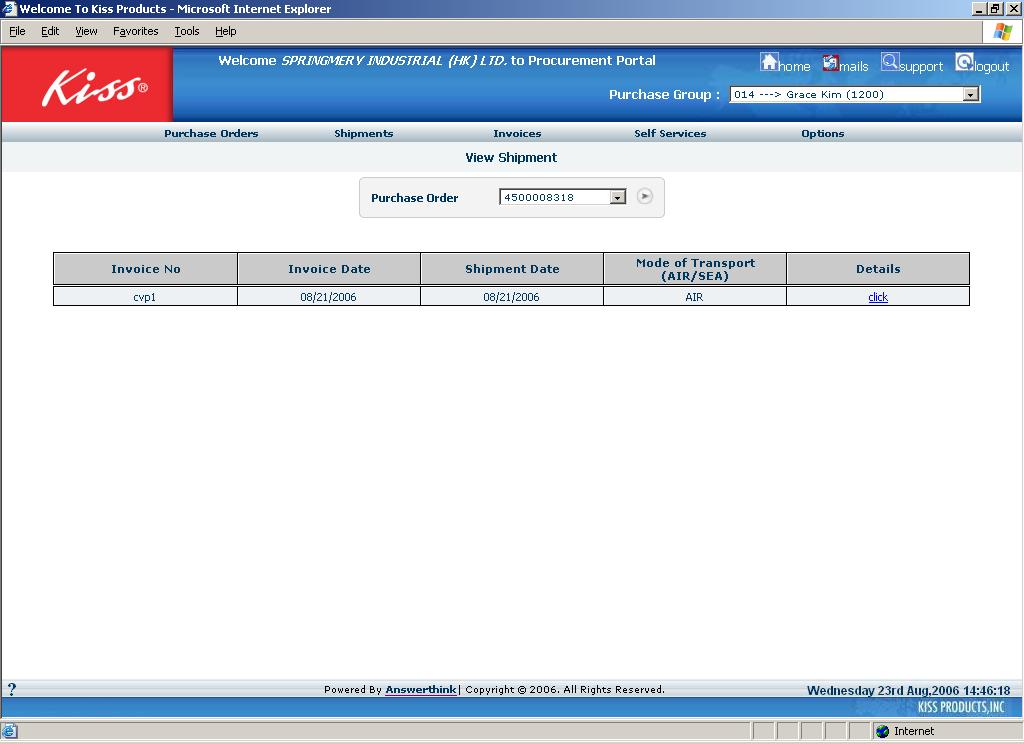 Welcome To Kiss Products - Microsoft Internet Explorer
File Edit View Favorites Tools Help
Kiss®
Welcome SPRINGMERY INDUSTRIAL (HK) LTD. to Procurement Portal
home mails support logout
Purchase Group : 014 ---> Grace Kim (1200)
Purchase Orders Shipments Invoices Self Services Options
View Shipment
Purchase Order 4500008318
Invoice No Invoice Date Shipment Date Mode of Transport (AIR/SEA) Details
cvp1 08/21/2006 08/21/2006 AIR click
? Powered By Answerthink | Copyright © 2006. All Rights Reserved. Wednesday 23rd Aug,2006 14:46:18
KISS PRODUCTS,INC
Internet